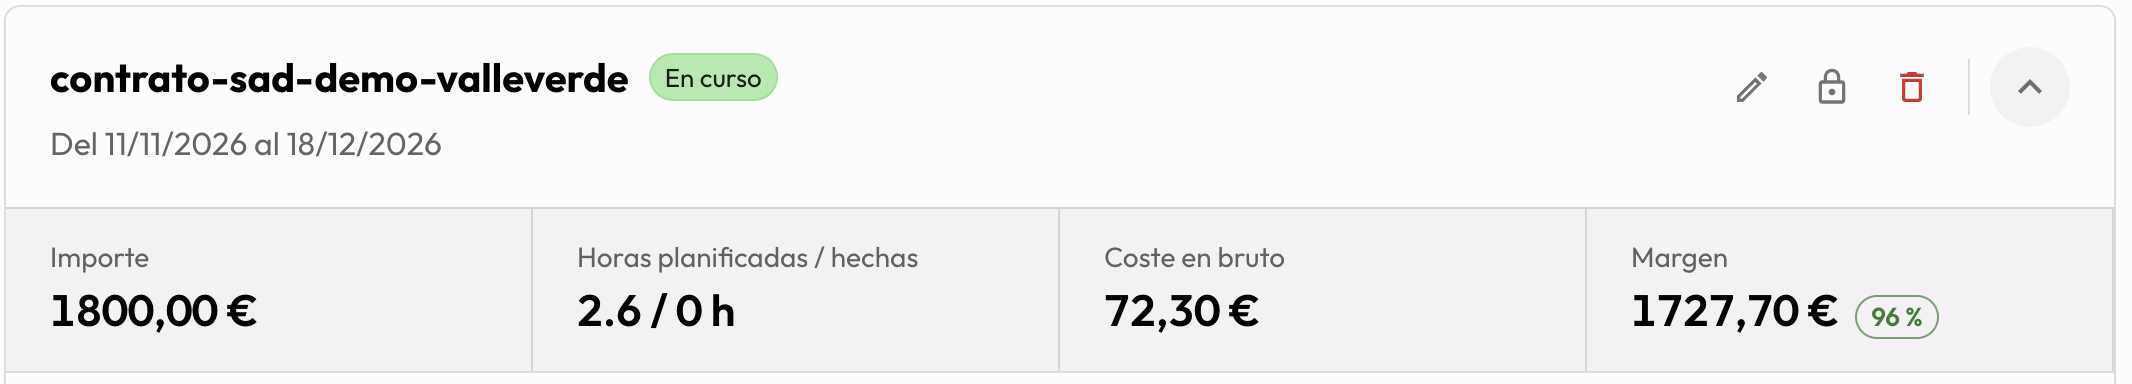 contrato-sad-demo-valleverde En curso
Del 11/11/2026 al 18/12/2026
Importe
1800,00 €
Horas planificadas / hechas
2.6 / 0 h
Coste en bruto
72,30 €
Margen
1727,70 € 96 %